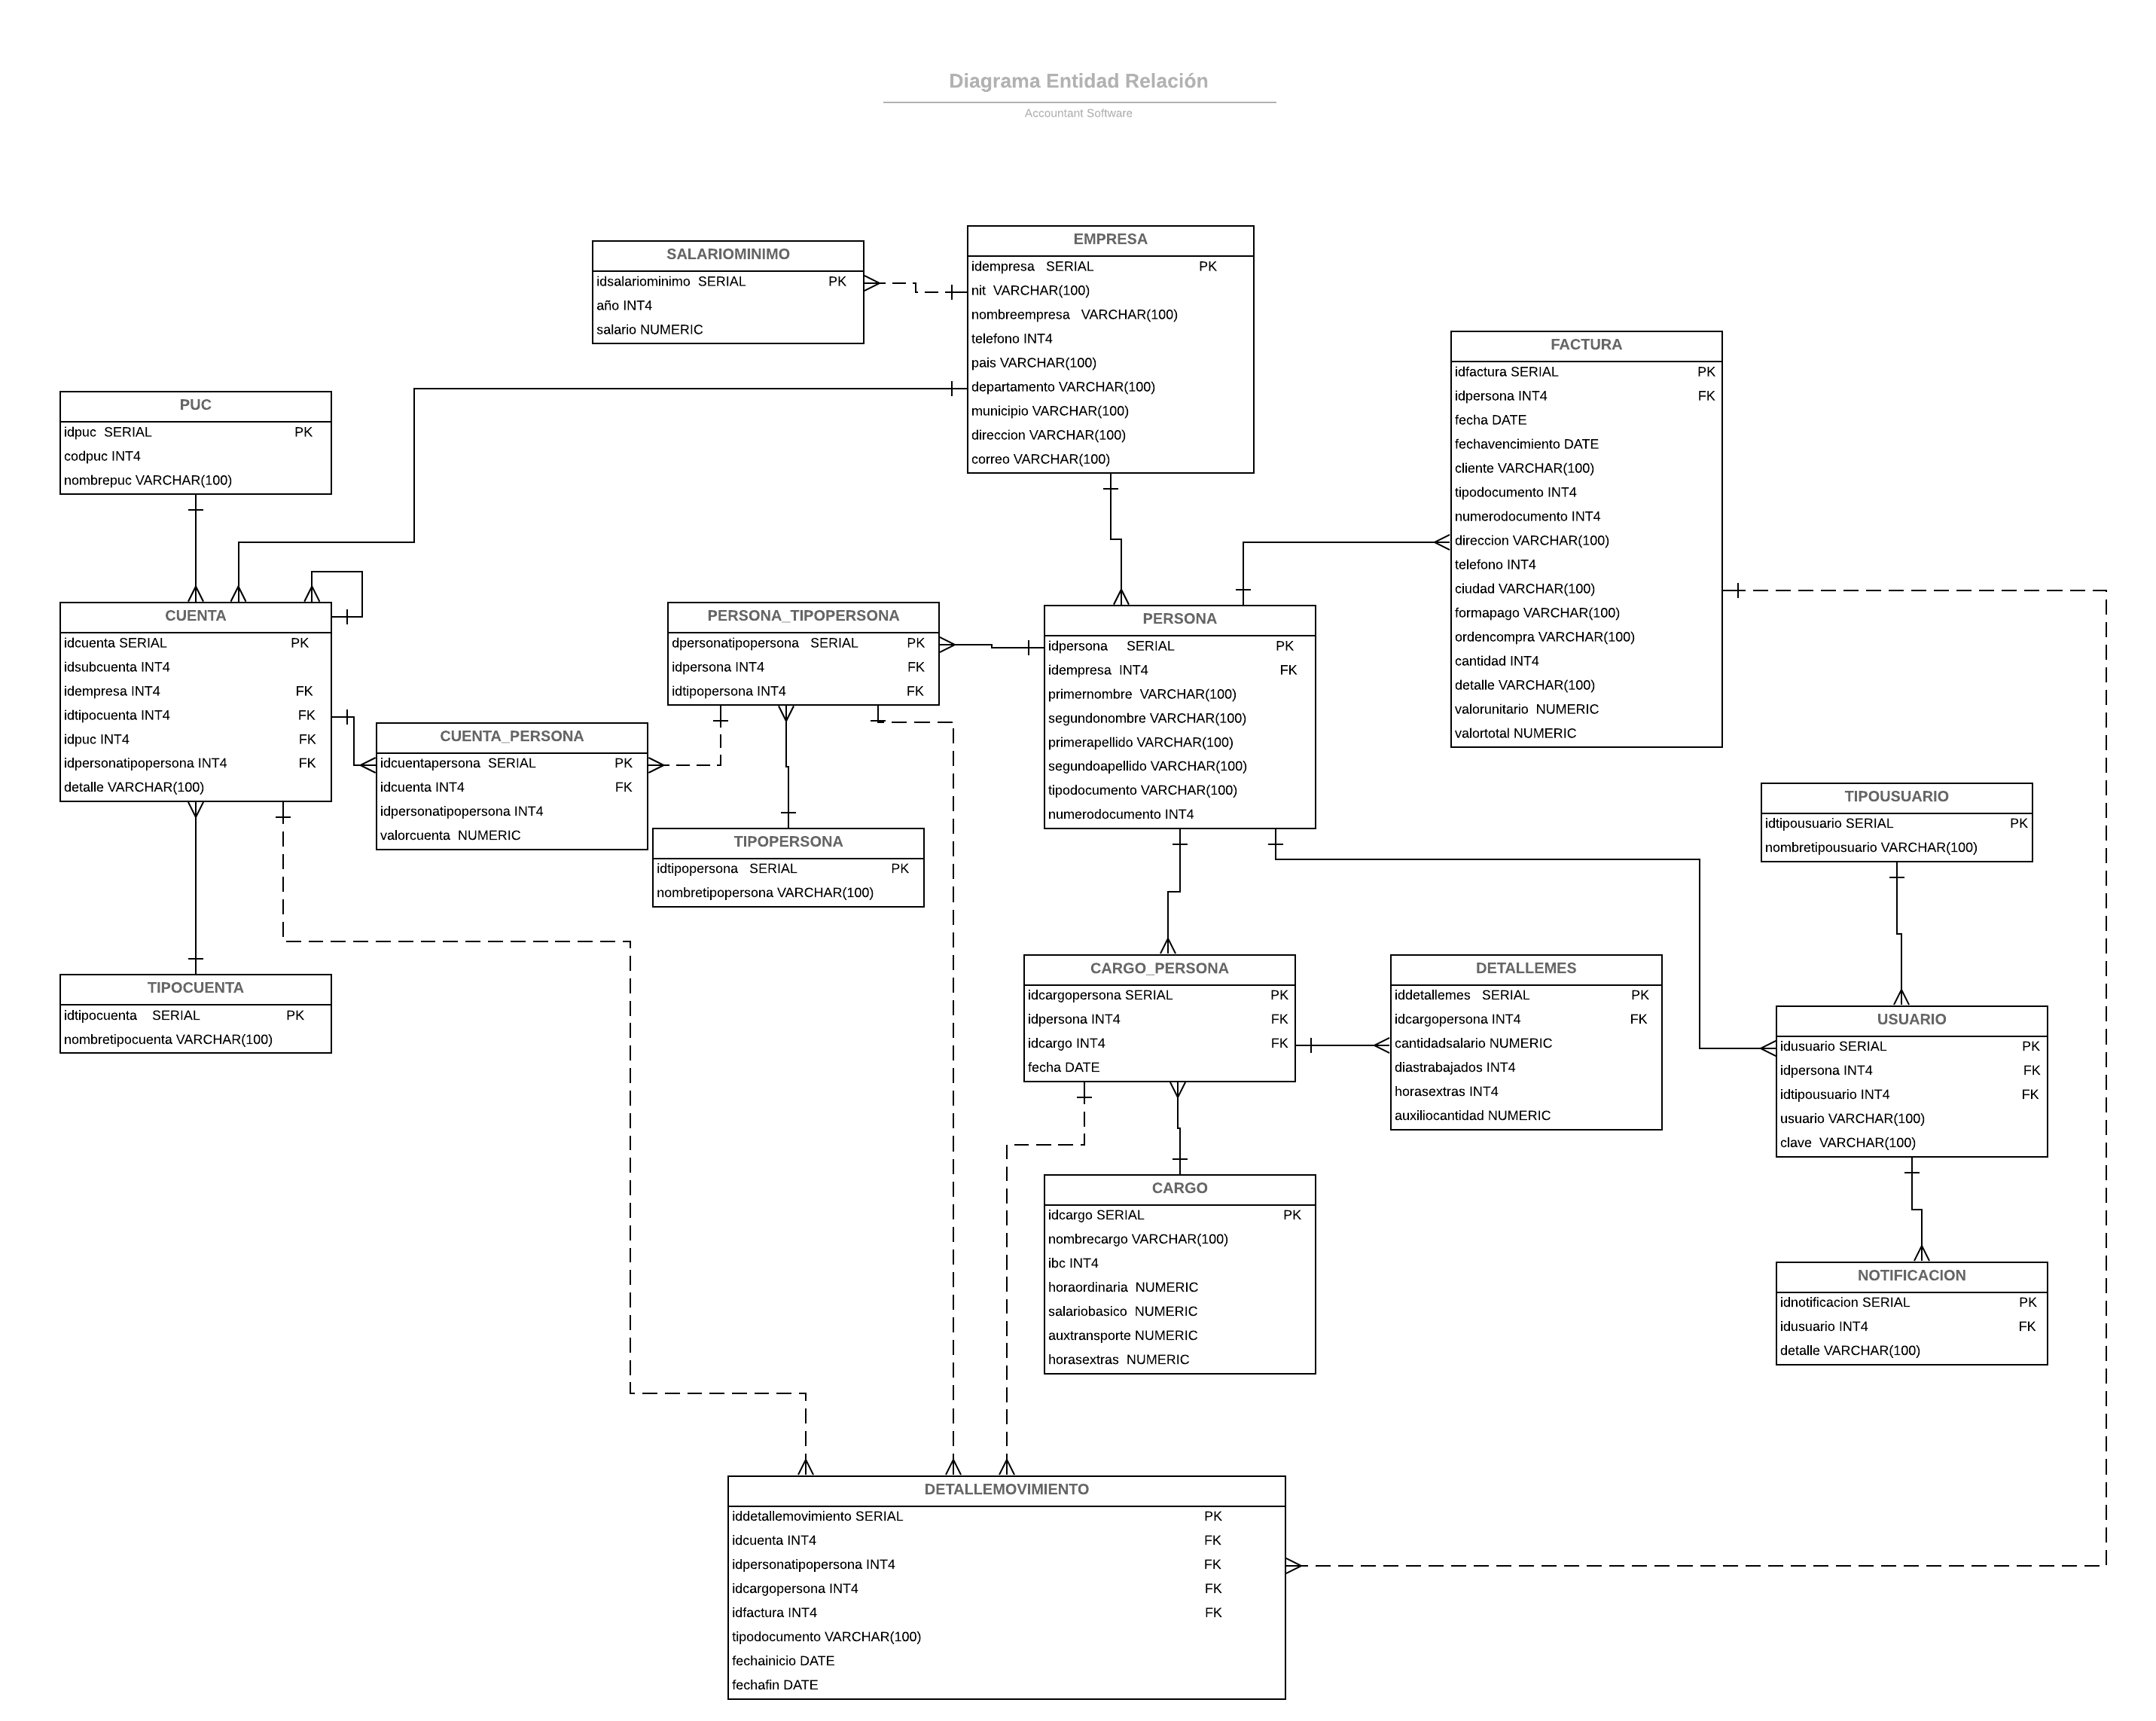 Diagrama Entidad Relación
Accountant Software
SALARIOMINIMO
idsalariominimo SERIAL PK
año INT4
salario NUMERIC
EMPRESA
idempresa SERIAL PK
nit VARCHAR(100)
nombreempresa VARCHAR(100)
telefono INT4
pais VARCHAR(100)
departamento VARCHAR(100)
municipio VARCHAR(100)
direccion VARCHAR(100)
correo VARCHAR(100)
FACTURA
idfactura SERIAL PK
idpersona INT4 FK
fecha DATE
fechavencimiento DATE
cliente VARCHAR(100)
tipodocumento INT4
numerodocumento INT4
direccion VARCHAR(100)
telefono INT4
ciudad VARCHAR(100)
formapago VARCHAR(100)
ordencompra VARCHAR(100)
cantidad INT4
detalle VARCHAR(100)
valorunitario NUMERIC
valortotal NUMERIC
PUC
idpuc SERIAL PK
codpuc INT4
nombrepuc VARCHAR(100)
CUENTA
idcuenta SERIAL PK
idsubcuenta INT4
idempresa INT4 FK
idtipocuenta INT4 FK
idpuc INT4 FK
idpersonatipopersona INT4 FK
detalle VARCHAR(100)
PERSONA_TIPOPERSONA
dpersonatipopersona SERIAL PK
idpersona INT4 FK
idtipopersona INT4 FK
PERSONA
idpersona SERIAL PK
idempresa INT4 FK
primernombre VARCHAR(100)
segundonombre VARCHAR(100)
primerapellido VARCHAR(100)
segundoapellido VARCHAR(100)
tipodocumento VARCHAR(100)
numerodocumento INT4
CUENTA_PERSONA
idcuentapersona SERIAL PK
idcuenta INT4 FK
idpersonatipopersona INT4
valorcuenta NUMERIC
TIPOPERSONA
idtipopersona SERIAL PK
nombretipopersona VARCHAR(100)
TIPOUSUARIO
idtipousuario SERIAL PK
nombretipousuario VARCHAR(100)
TIPOCUENTA
idtipocuenta SERIAL PK
nombretipocuenta VARCHAR(100)
CARGO_PERSONA
idcargopersona SERIAL PK
idpersona INT4 FK
idcargo INT4 FK
fecha DATE
DETALLEMES
iddetallemes SERIAL PK
idcargopersona INT4 FK
cantidadsalario NUMERIC
diastrabajados INT4
horasextras INT4
auxiliocantidad NUMERIC
USUARIO
idusuario SERIAL PK
idpersona INT4 FK
idtipousuario INT4 FK
usuario VARCHAR(100)
clave VARCHAR(100)
CARGO
idcargo SERIAL PK
nombrecargo VARCHAR(100)
ibc INT4
horaordinaria NUMERIC
salariobasico NUMERIC
auxtransporte NUMERIC
horasextras NUMERIC
NOTIFICACION
idnotificacion SERIAL PK
idusuario INT4 FK
detalle VARCHAR(100)
DETALLEMOVIMIENTO
iddetallemovimiento SERIAL PK
idcuenta INT4 FK
idpersonatipopersona INT4 FK
idcargopersona INT4 FK
idfactura INT4 FK
tipodocumento VARCHAR(100)
fechainicio DATE
fechafin DATE